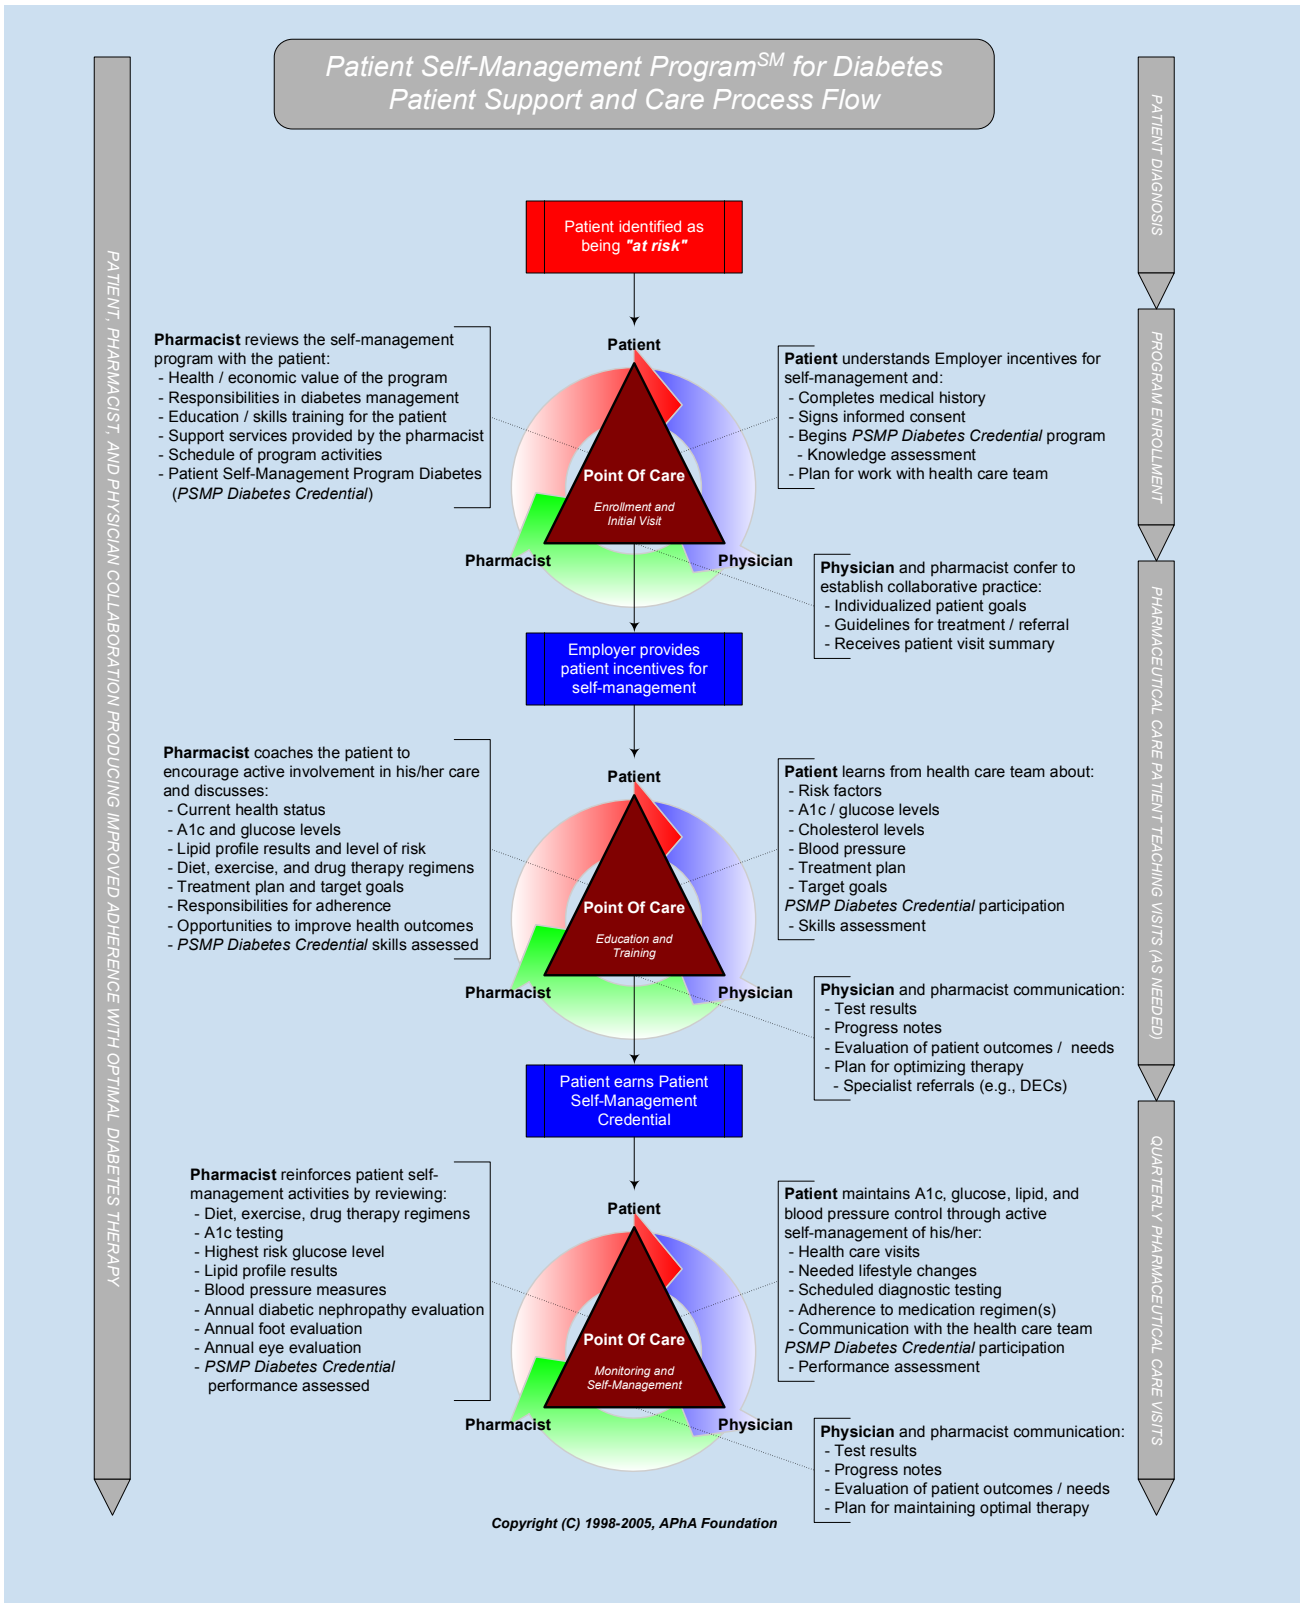 Patient Self-Management Program℠ for Diabetes
Patient Support and Care Process Flow
PATIENT, PHARMACIST, AND PHYSICIAN COLLABORATION PRODUCING IMPROVED ADHERENCE WITH OPTIMAL DIABETES THERAPY
PATIENT DIAGNOSIS
PROGRAM ENROLLMENT
PHARMACEUTICAL CARE PATIENT TEACHING VISITS (AS NEEDED)
QUARTERLY PHARMACEUTICAL CARE VISITS
Patient identified as
being "at risk"
Pharmacist reviews the self-management
program with the patient:
- Health / economic value of the program
- Responsibilities in diabetes management
- Education / skills training for the patient
- Support services provided by the pharmacist
- Schedule of program activities
- Patient Self-Management Program Diabetes
(PSMP Diabetes Credential)
Patient
Point Of Care
Enrollment and
Initial Visit
Pharmacist
Physician
Patient understands Employer incentives for
self-management and:
- Completes medical history
- Signs informed consent
- Begins PSMP Diabetes Credential program
- Knowledge assessment
- Plan for work with health care team
Physician and pharmacist confer to
establish collaborative practice:
- Individualized patient goals
- Guidelines for treatment / referral
- Receives patient visit summary
Employer provides
patient incentives for
self-management
Pharmacist coaches the patient to
encourage active involvement in his/her care
and discusses:
- Current health status
- A1c and glucose levels
- Lipid profile results and level of risk
- Diet, exercise, and drug therapy regimens
- Treatment plan and target goals
- Responsibilities for adherence
- Opportunities to improve health outcomes
- PSMP Diabetes Credential skills assessed
Patient
Point Of Care
Education and
Training
Pharmacist
Physician
Patient learns from health care team about:
- Risk factors
- A1c / glucose levels
- Cholesterol levels
- Blood pressure
- Treatment plan
- Target goals
PSMP Diabetes Credential participation
- Skills assessment
Physician and pharmacist communication:
- Test results
- Progress notes
- Evaluation of patient outcomes / needs
- Plan for optimizing therapy
- Specialist referrals (e.g., DECs)
Patient earns Patient
Self-Management
Credential
Pharmacist reinforces patient self-
management activities by reviewing:
- Diet, exercise, drug therapy regimens
- A1c testing
- Highest risk glucose level
- Lipid profile results
- Blood pressure measures
- Annual diabetic nephropathy evaluation
- Annual foot evaluation
- Annual eye evaluation
- PSMP Diabetes Credential
performance assessed
Patient
Point Of Care
Monitoring and
Self-Management
Pharmacist
Physician
Patient maintains A1c, glucose, lipid, and
blood pressure control through active
self-management of his/her:
- Health care visits
- Needed lifestyle changes
- Scheduled diagnostic testing
- Adherence to medication regimen(s)
- Communication with the health care team
PSMP Diabetes Credential participation
- Performance assessment
Physician and pharmacist communication:
- Test results
- Progress notes
- Evaluation of patient outcomes / needs
- Plan for maintaining optimal therapy
Copyright (C) 1998-2005, APhA Foundation